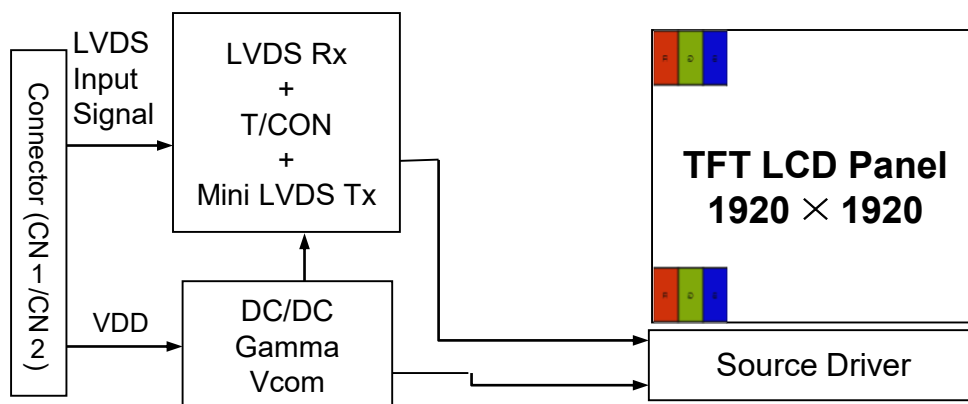 Connector (CN1/CN2)
LVDS
Input
Signal
VDD
LVDS Rx
+
T/CON
+
Mini LVDS Tx
DC/DC
Gamma
Vcom
TFT LCD Panel
1920 × 1920
Source Driver